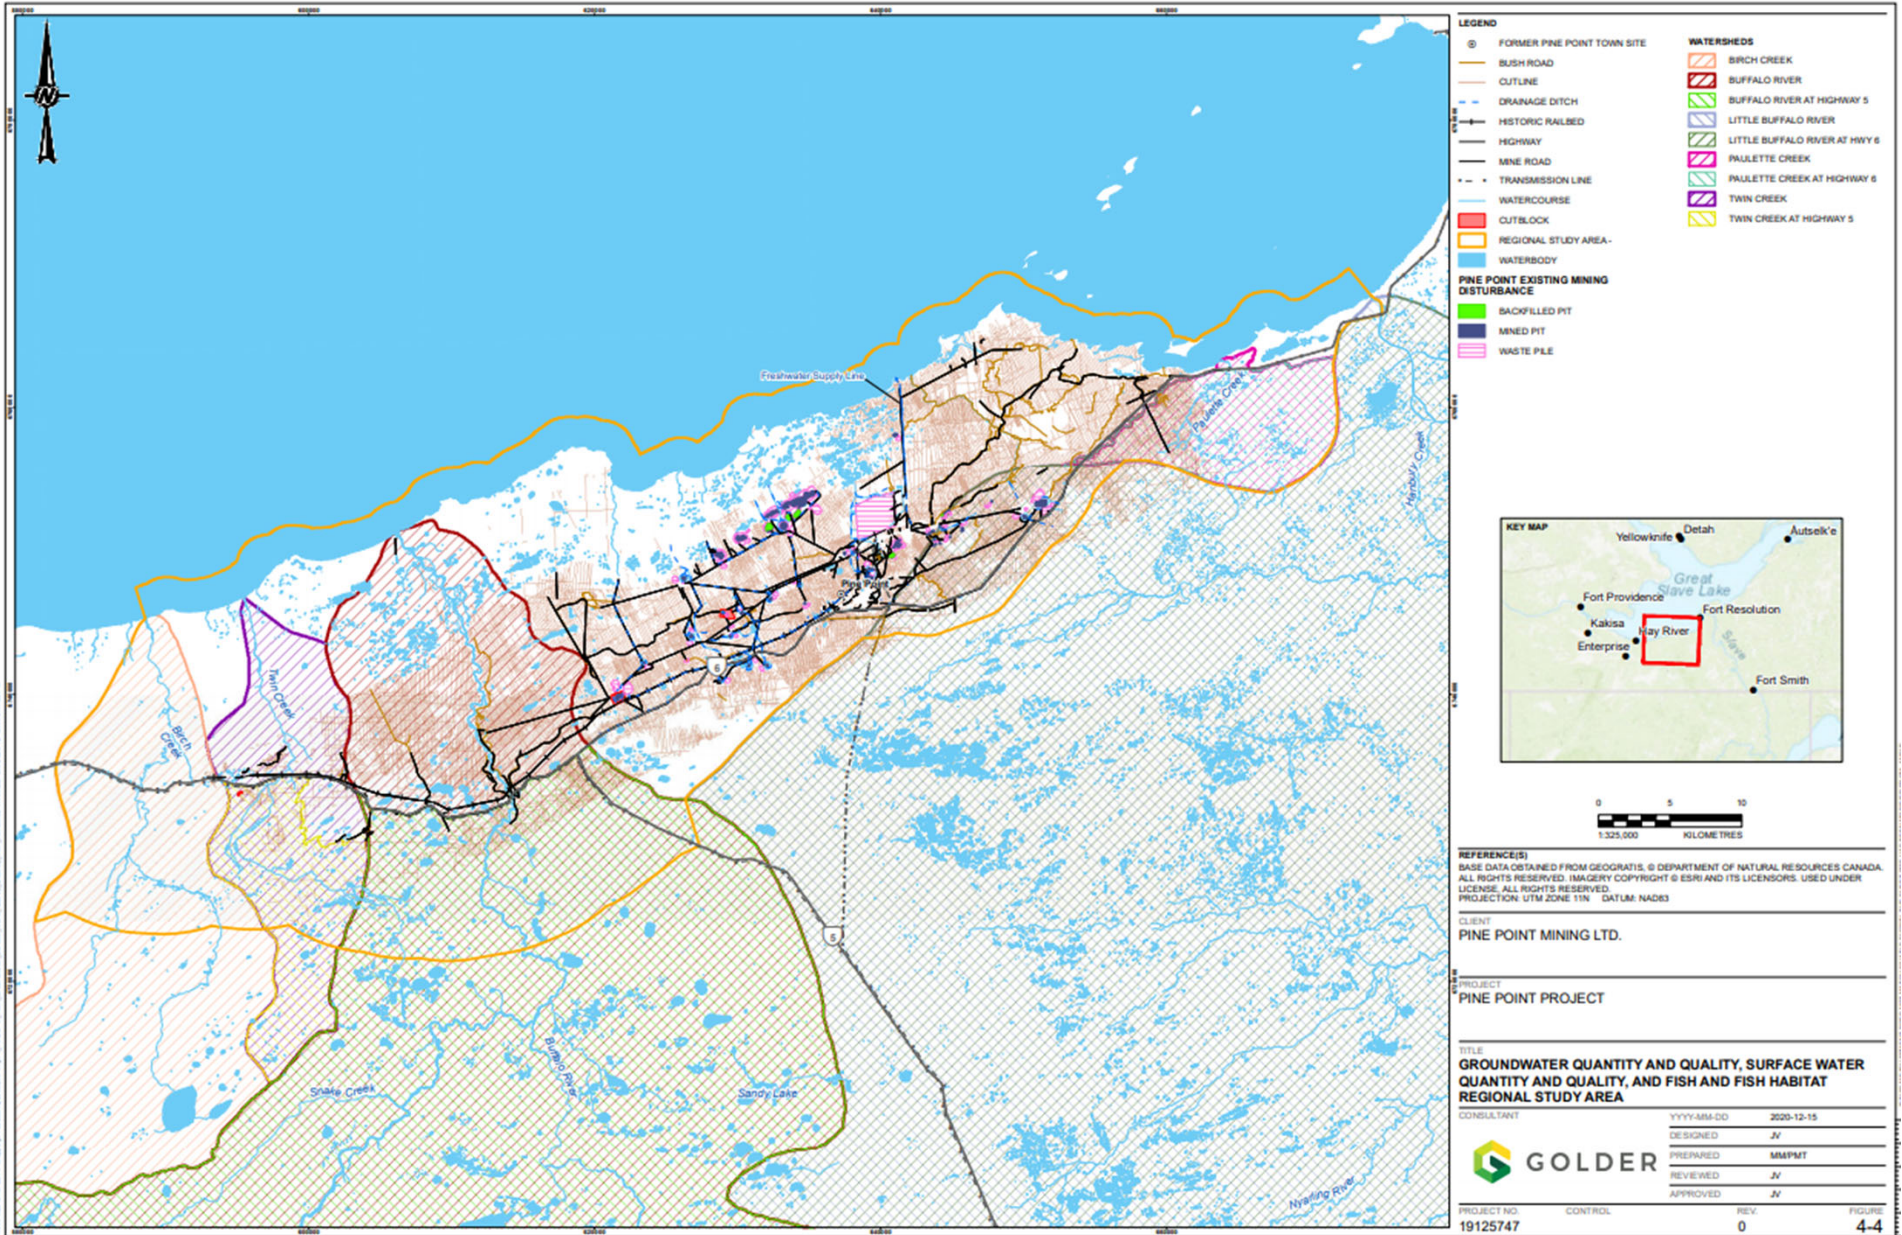 Freshwater Supply Line
Paulette Creek
Hanbury Creek
Pine Point
6
Twin Creek
Birch
Creek
5
Buffalo River
Snake Creek
Sandy Lake
Nyarling River
N
LEGEND
FORMER PINE POINT TOWN SITE
BUSH ROAD
CUTLINE
DRAINAGE DITCH
HISTORIC RAILBED
HIGHWAY
MINE ROAD
TRANSMISSION LINE
WATERCOURSE
CUTBLOCK
REGIONAL STUDY AREA -
WATERBODY
PINE POINT EXISTING MINING
DISTURBANCE
BACKFILLED PIT
MINED PIT
WASTE PILE
WATERSHEDS
BIRCH CREEK
BUFFALO RIVER
BUFFALO RIVER AT HIGHWAY 5
LITTLE BUFFALO RIVER
LITTLE BUFFALO RIVER AT HWY 6
PAULETTE CREEK
PAULETTE CREEK AT HIGHWAY 6
TWIN CREEK
TWIN CREEK AT HIGHWAY 5
KEY MAP
Yellowknife
Detah
Łutselk'e
Great
Slave Lake
Fort Providence
Fort Resolution
Kakisa
Hay River
Enterprise
Slave
Fort Smith
0 5 10
1:325,000 KILOMETRES
REFERENCE(S)
BASE DATA OBTAINED FROM GEOGRATIS, © DEPARTMENT OF NATURAL RESOURCES CANADA.
ALL RIGHTS RESERVED. IMAGERY COPYRIGHT © ESRI AND ITS LICENSORS. USED UNDER
LICENSE, ALL RIGHTS RESERVED.
PROJECTION: UTM ZONE 11N DATUM: NAD83
CLIENT
PINE POINT MINING LTD.
PROJECT
PINE POINT PROJECT
TITLE
GROUNDWATER QUANTITY AND QUALITY, SURFACE WATER
QUANTITY AND QUALITY, AND FISH AND FISH HABITAT
REGIONAL STUDY AREA
CONSULTANT
GOLDER
YYYY-MM-DD 2020-12-15
DESIGNED JV
PREPARED MM/PMT
REVIEWED JV
APPROVED JV
PROJECT NO. CONTROL REV. FIGURE
19125747 0 4-4